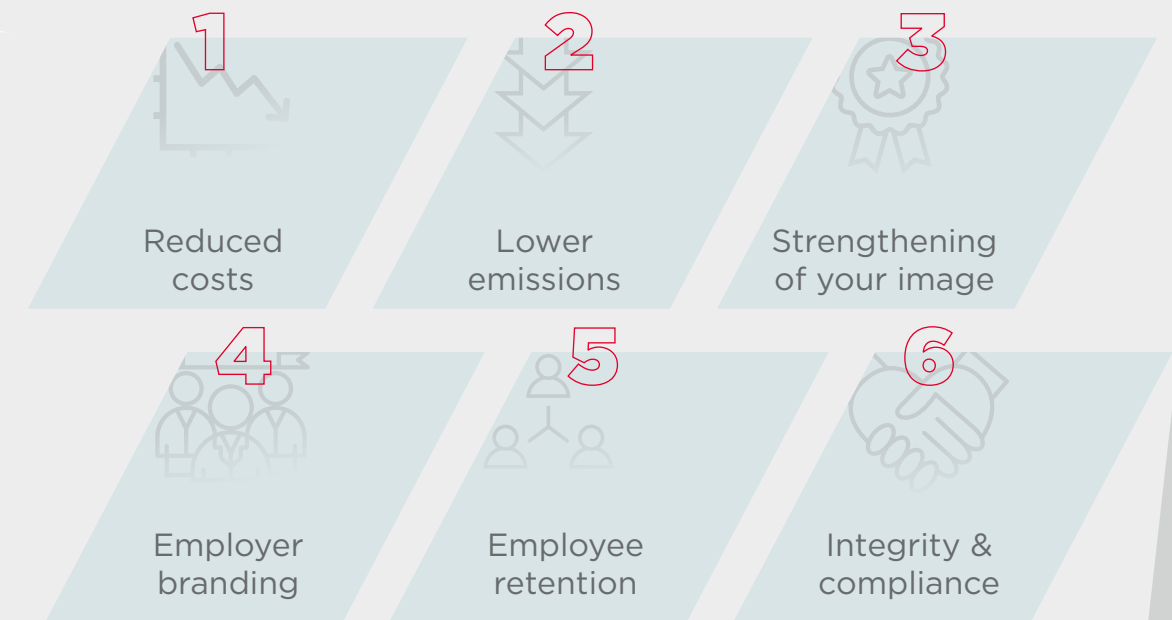 1
Reduced
costs
2
Lower
emissions
3
Strengthening
of your image
4
Employer
branding
5
Employee
retention
6
Integrity &
compliance